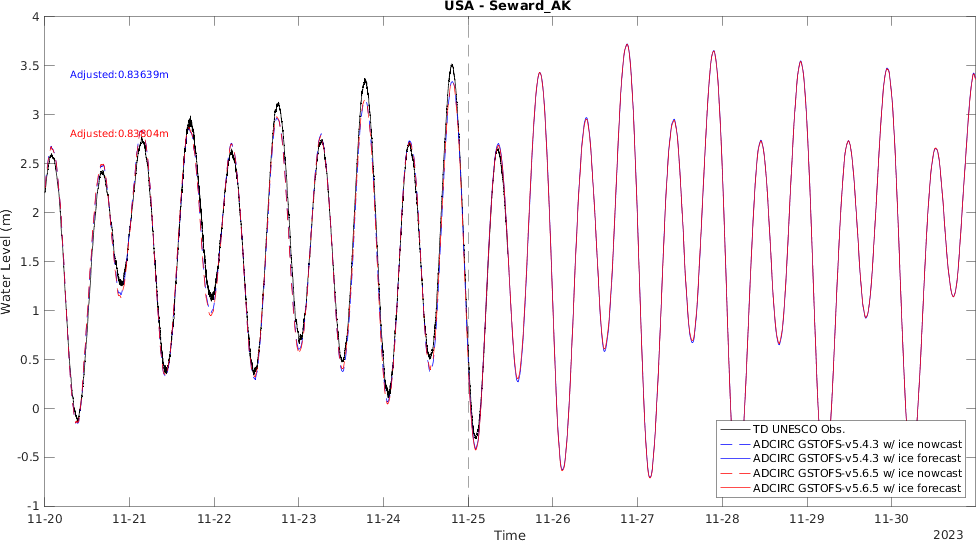 USA - Seward_AK
4
3.5
3
2.5
2
1.5
1
0.5
0
-0.5
-1
Water Level (m)
Adjusted:0.83639m
Adjusted:0.83804m
TD UNESCO Obs.
ADCIRC GSTOFS-v5.4.3 w/ ice nowcast
ADCIRC GSTOFS-v5.4.3 w/ ice forecast
ADCIRC GSTOFS-v5.6.5 w/ ice nowcast
ADCIRC GSTOFS-v5.6.5 w/ ice forecast
11-20 11-21 11-22 11-23 11-24 11-25 11-26 11-27 11-28 11-29 11-30
Time
2023